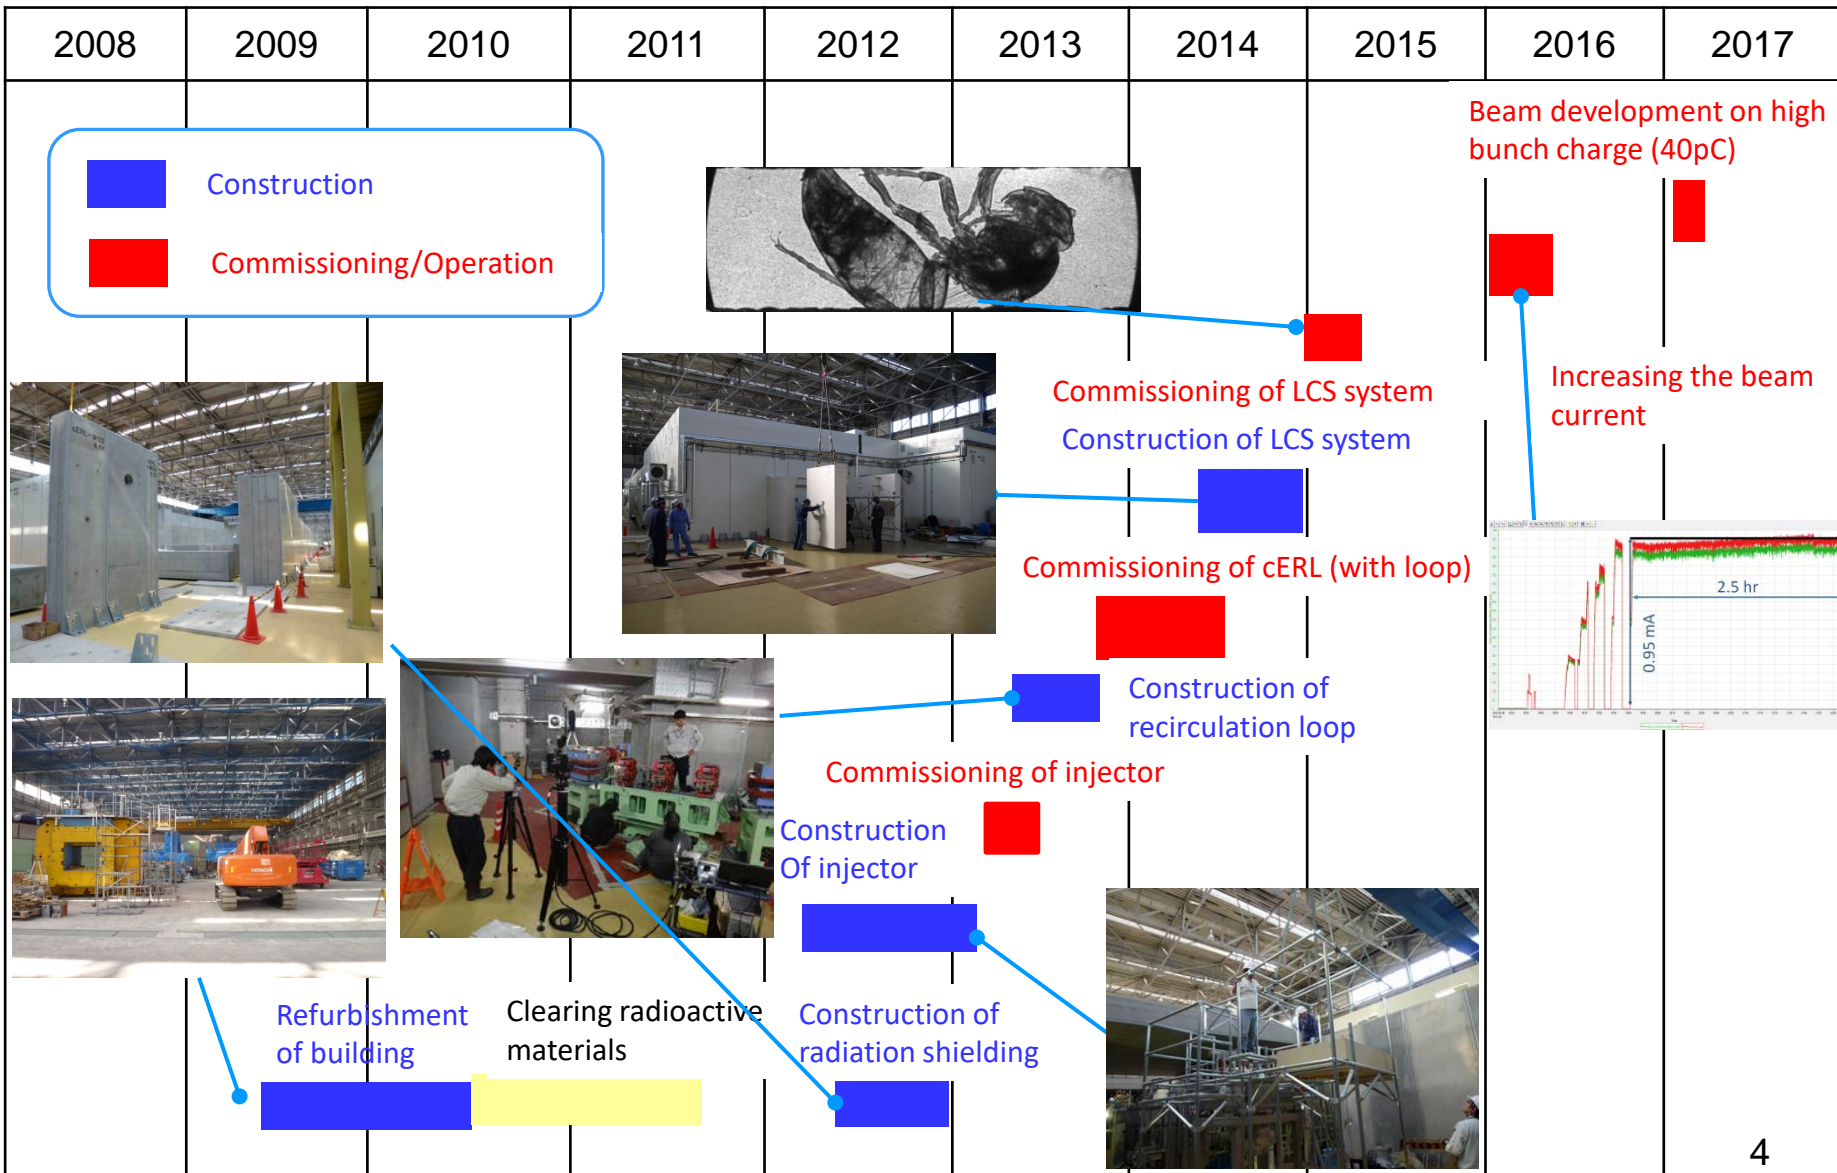 2008 2009 2010 2011 2012 2013 2014 2015 2016 2017
Beam development on high
bunch charge (40pC)
Construction
Commissioning/Operation
Commissioning of LCS system
Construction of LCS system
Increasing the beam
current
cERL-W02
Commissioning of cERL (with loop)
2.5 hr
0.95 mA
Construction of
recirculation loop
Commissioning of injector
Construction
Of injector
HITACHI
Refurbishment
of building
Clearing radioactive
materials
Construction of
radiation shielding
4